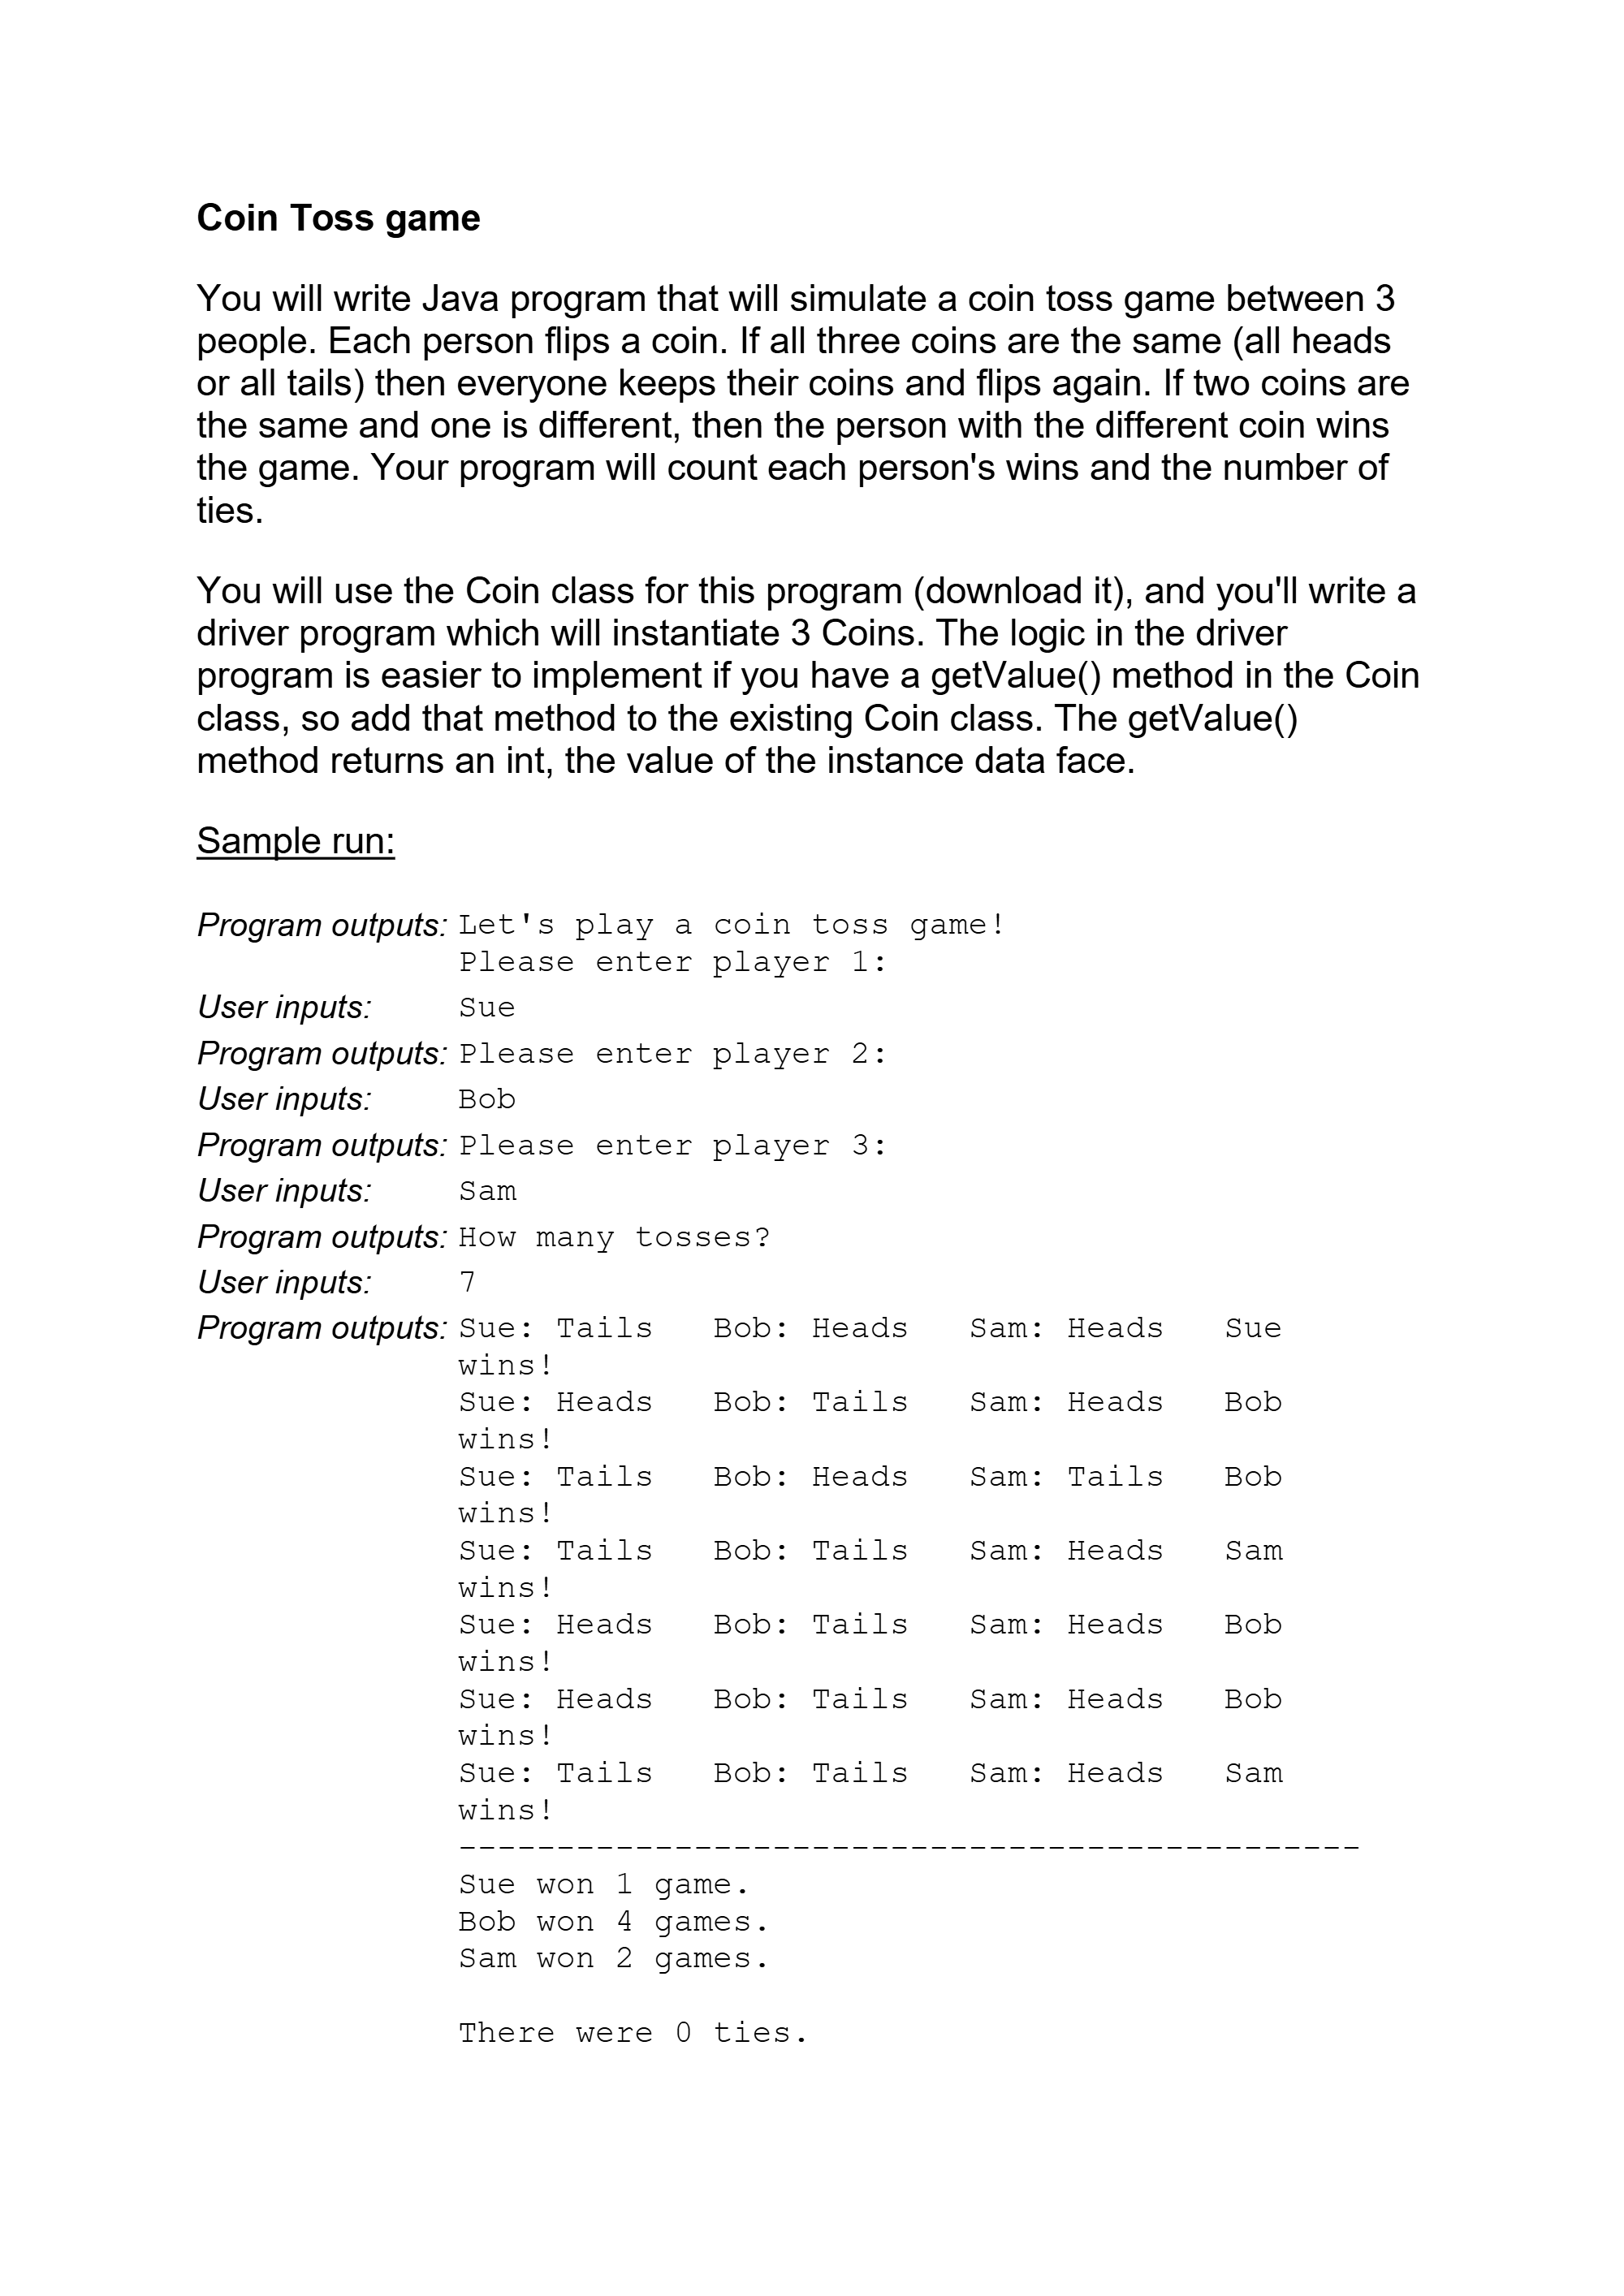 Coin Toss game
You will write Java program that will simulate a coin toss game between 3
people. Each person flips a coin. If all three coins are the same (all heads
or all tails) then everyone keeps their coins and flips again. If two coins are
the same and one is different, then the person with the different coin wins
the game. Your program will count each person's wins and the number of
ties.
You will use the Coin class for this program (download it), and you'll write a
driver program which will instantiate 3 Coins. The logic in the driver
program is easier to implement if you have a getValue() method in the Coin
class, so add that method to the existing Coin class. The getValue()
method returns an int, the value of the instance data face.
Sample run:
Program outputs: Let's play a coin toss game!
Please enter player 1:
User inputs: Sue
Program outputs: Please enter player 2:
User inputs: Bob
Program outputs: Please enter player 3:
User inputs: Sam
Program outputs: How many tosses?
User inputs: 7
Program outputs: Sue: Tails   Bob: Heads   Sam: Heads   Sue
wins!
Sue: Heads   Bob: Tails   Sam: Heads   Bob
wins!
Sue: Tails   Bob: Heads   Sam: Tails   Bob
wins!
Sue: Tails   Bob: Tails   Sam: Heads   Sam
wins!
Sue: Heads   Bob: Tails   Sam: Heads   Bob
wins!
Sue: Heads   Bob: Tails   Sam: Heads   Bob
wins!
Sue: Tails   Bob: Tails   Sam: Heads   Sam
wins!
----------------------------------------------
Sue won 1 game.
Bob won 4 games.
Sam won 2 games.
There were 0 ties.